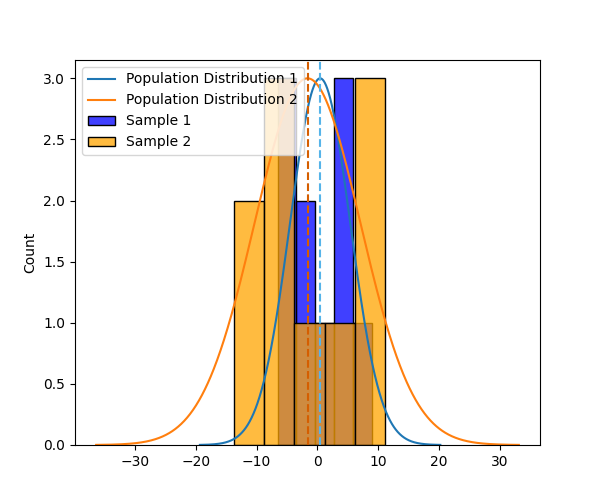 Population Distribution 1
Population Distribution 2
Sample 1
Sample 2
Count
3.0
2.5
2.0
1.5
1.0
0.5
0.0
−30
−20
−10
0
10
20
30